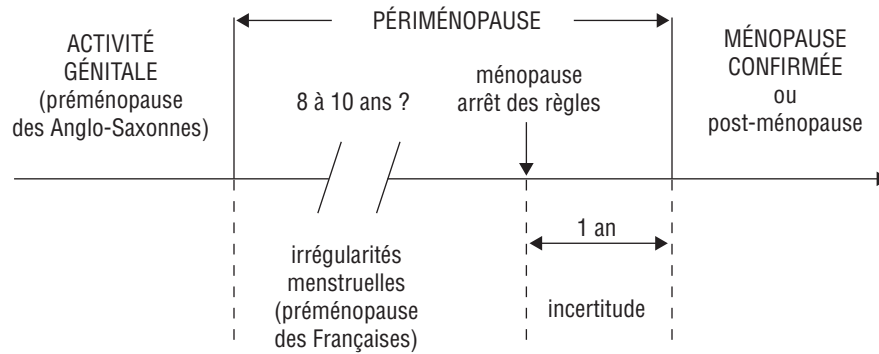 ACTIVITÉ
GÉNITALE
(préménopause
des Anglo-Saxonnes)
PÉRIMÉNOPAUSE
8 à 10 ans ?
ménopause
arrêt des règles
MÉNOPAUSE
CONFIRMÉE
ou
post-ménopause
irrégularités
menstruelles
(préménopause
des Françaises)
1 an
incertitude